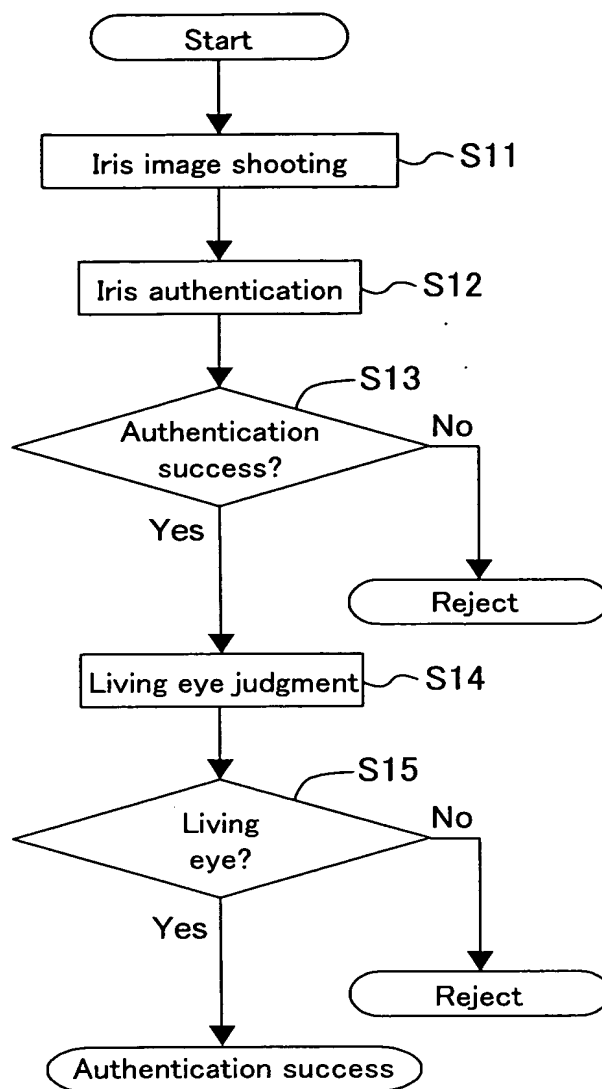 Start
Iris image shooting
S11
Iris authentication
S12
S13
Authentication
success?
No
Yes
Reject
Living eye judgment
S14
S15
Living
eye?
No
Yes
Reject
Authentication success